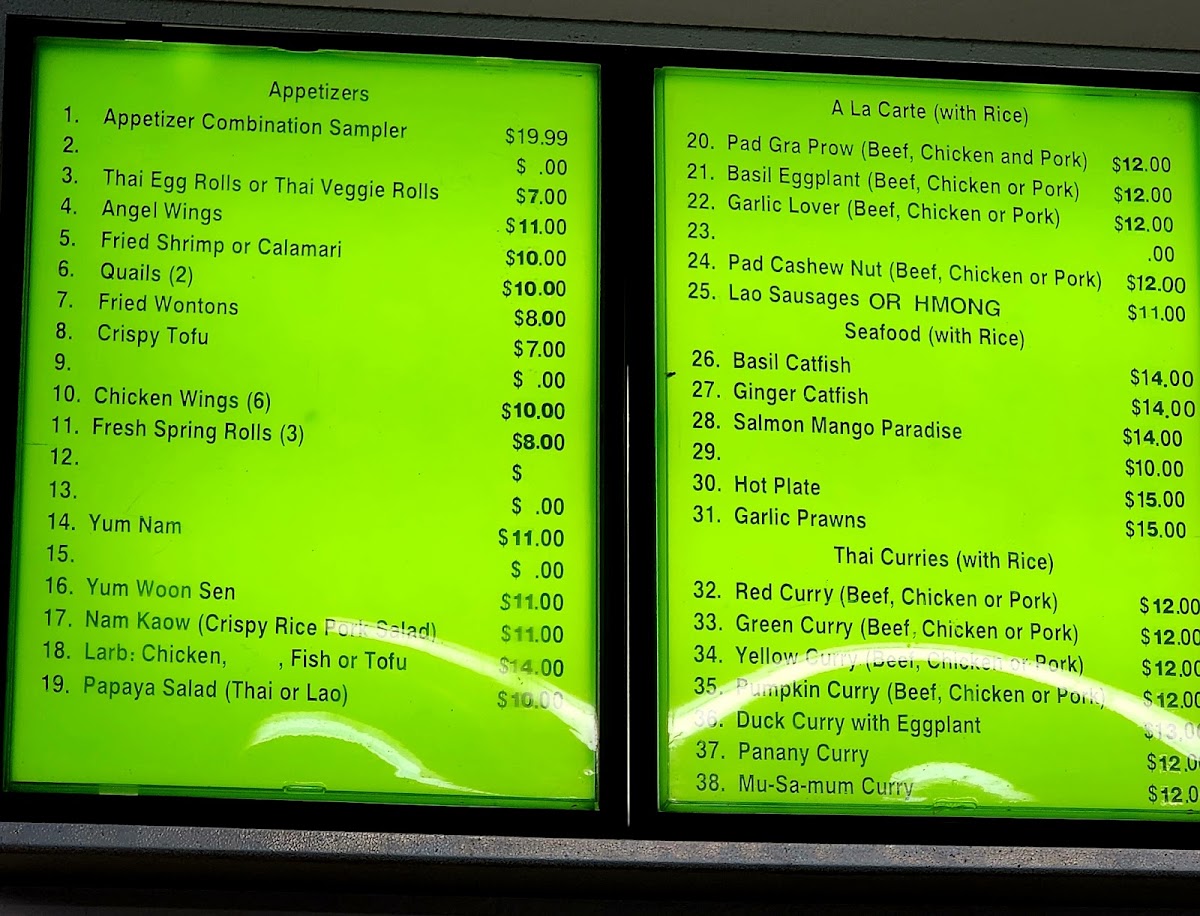 Appetizers
1. Appetizer Combination Sampler $19.99
2. $ .00
3. Thai Egg Rolls or Thai Veggie Rolls $7.00
4. Angel Wings $11.00
5. Fried Shrimp or Calamari $10.00
6. Quails (2) $10.00
7. Fried Wontons $8.00
8. Crispy Tofu $7.00
9. $ .00
10. Chicken Wings (6) $10.00
11. Fresh Spring Rolls (3) $8.00
12. $
13. $ .00
14. Yum Nam $11.00
15. $ .00
16. Yum Woon Sen $11.00
17. Nam Kaow (Crispy Rice Pork Salad) $11.00
18. Larb: Chicken, , Fish or Tofu $14.00
19. Papaya Salad (Thai or Lao) $10.00
A La Carte (with Rice)
20. Pad Gra Prow (Beef, Chicken and Pork) $12.00
21. Basil Eggplant (Beef, Chicken or Pork) $12.00
22. Garlic Lover (Beef, Chicken or Pork) $12.00
23. .00
24. Pad Cashew Nut (Beef, Chicken or Pork) $12.00
25. Lao Sausages OR HMONG $11.00
Seafood (with Rice)
26. Basil Catfish $14.00
27. Ginger Catfish $14.00
28. Salmon Mango Paradise $14.00
29. $10.00
30. Hot Plate $15.00
31. Garlic Prawns $15.00
Thai Curries (with Rice)
32. Red Curry (Beef, Chicken or Pork) $12.00
33. Green Curry (Beef, Chicken or Pork) $12.00
34. Yellow Curry (Beef, Chicken or Pork) $12.00
35. Pumpkin Curry (Beef, Chicken or Pork) $12.00
36. Duck Curry with Eggplant $13.00
37. Panany Curry $12.0
38. Mu-Sa-mum Curry $12.0